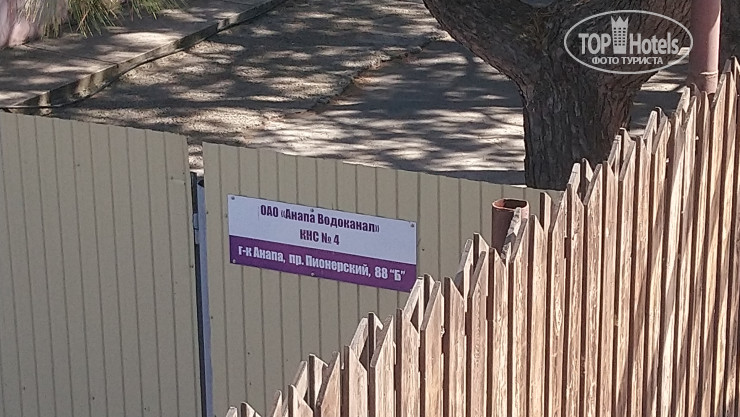 TOP Hotels
ФОТО ТУРИСТА
ОАО «Анапа Водоканал»
КНС № 4
г-к Анапа, пр. Пионерский, 88 “Б”